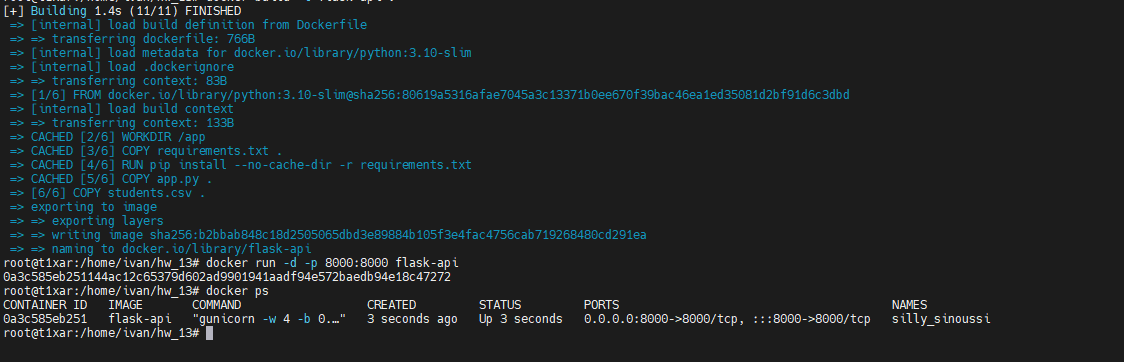 [+] Building 1.4s (11/11) FINISHED
=> [internal] load build definition from Dockerfile
=> => transferring dockerfile: 766B
=> [internal] load metadata for docker.io/library/python:3.10-slim
=> [internal] load .dockerignore
=> => transferring context: 83B
=> [1/6] FROM docker.io/library/python:3.10-slim@sha256:80619a5316afae7045a3c13371b0ee670f39bac46ea1ed35081d2bf91d6c3dbd
=> [internal] load build context
=> => transferring context: 133B
=> CACHED [2/6] WORKDIR /app
=> CACHED [3/6] COPY requirements.txt .
=> CACHED [4/6] RUN pip install --no-cache-dir -r requirements.txt
=> CACHED [5/6] COPY app.py .
=> [6/6] COPY students.csv .
=> exporting to image
=> => exporting layers
=> => writing image sha256:b2bbab848c18d2505065dbd3e89884b105f3e4fac4756cab719268480cd291ea
=> => naming to docker.io/library/flask-api
root@t1xar:/home/ivan/hw_13# docker run -d -p 8000:8000 flask-api
0a3c585eb251144ac12c65379d602ad9901941aadf94e572baedb94e18c47272
root@t1xar:/home/ivan/hw_13# docker ps
CONTAINER ID IMAGE COMMAND CREATED STATUS PORTS NAMES
0a3c585eb251 flask-api "gunicorn -w 4 -b 0.…" 3 seconds ago Up 3 seconds 0.0.0.0:8000->8000/tcp, :::8000->8000/tcp silly_sinoussi
root@t1xar:/home/ivan/hw_13#